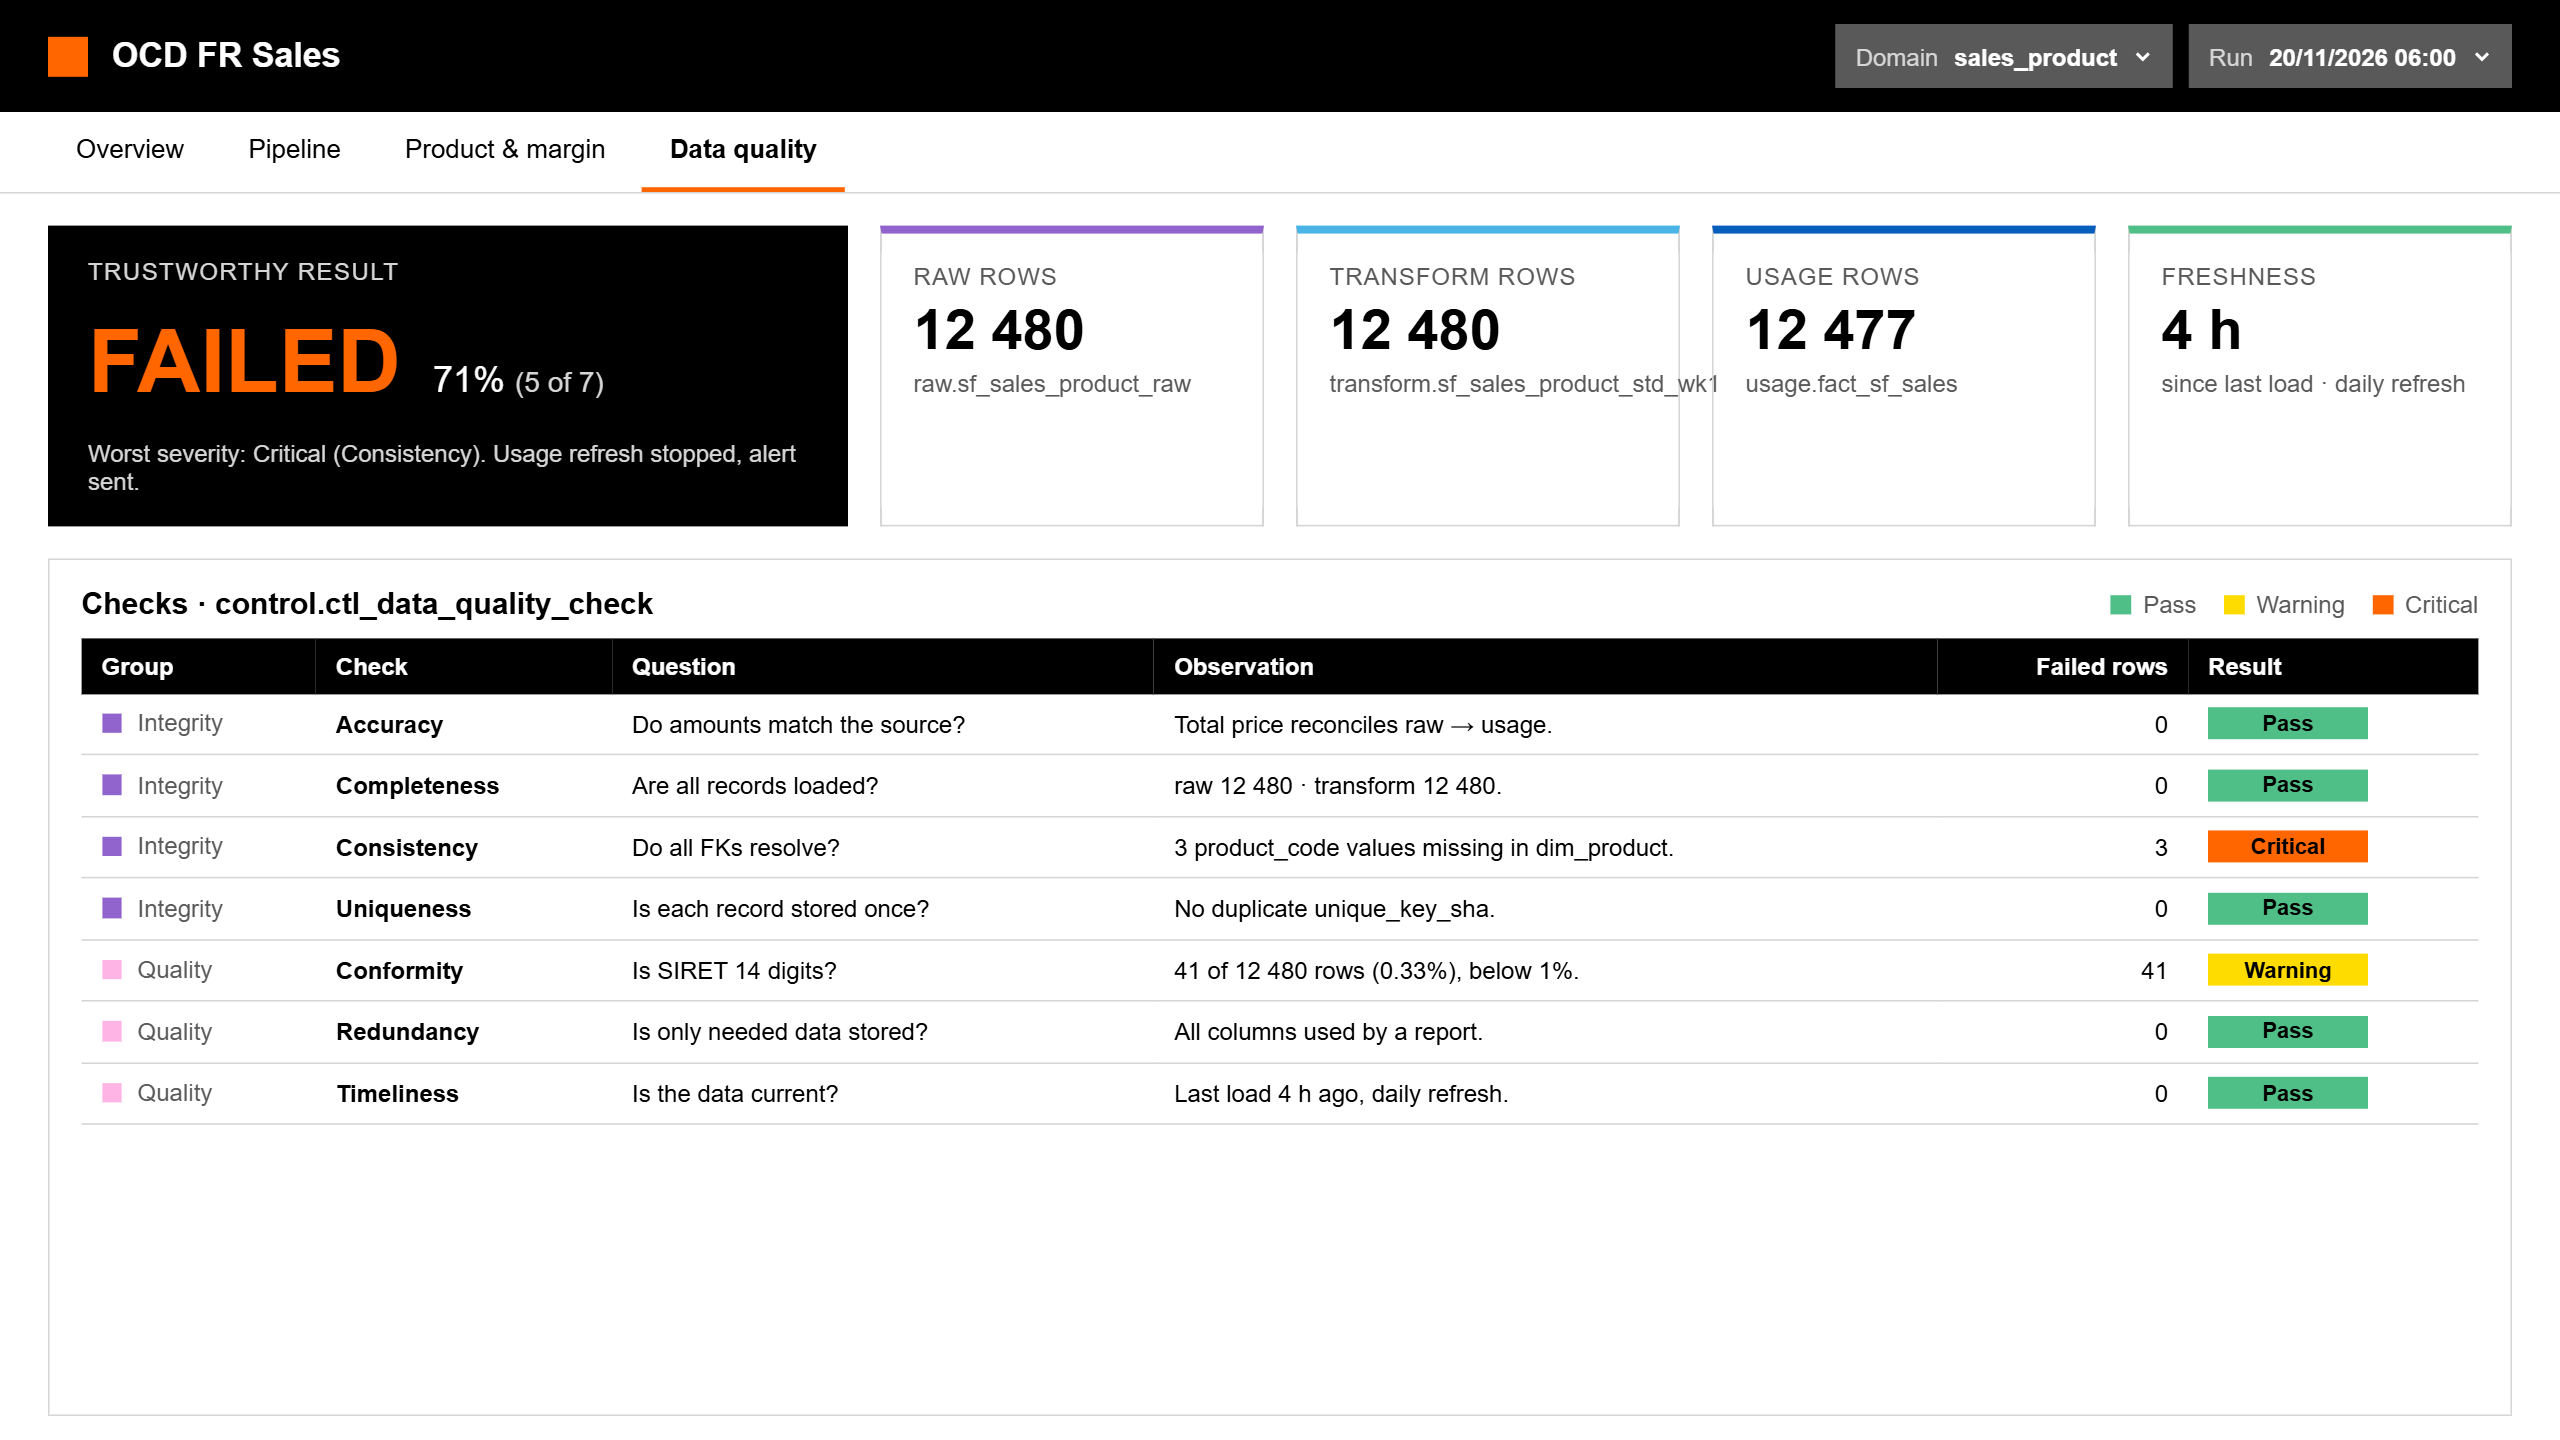 OCD FR Sales
Domain sales_product
Run 20/11/2026 06:00
Overview Pipeline Product & margin Data quality
TRUSTWORTHY RESULT
FAILED 71% (5 of 7)
Worst severity: Critical (Consistency). Usage refresh stopped, alert
sent.
RAW ROWS
12 480
raw.sf_sales_product_raw
TRANSFORM ROWS
12 480
transform.sf_sales_product_std_wk1
USAGE ROWS
12 477
usage.fact_sf_sales
FRESHNESS
4 h
since last load · daily refresh
Checks · control.ctl_data_quality_check
Pass Warning Critical
Group Check Question Observation Failed rows Result
Integrity Accuracy Do amounts match the source? Total price reconciles raw → usage. 0 Pass
Integrity Completeness Are all records loaded? raw 12 480 · transform 12 480. 0 Pass
Integrity Consistency Do all FKs resolve? 3 product_code values missing in dim_product. 3 Critical
Integrity Uniqueness Is each record stored once? No duplicate unique_key_sha. 0 Pass
Quality Conformity Is SIRET 14 digits? 41 of 12 480 rows (0.33%), below 1%. 41 Warning
Quality Redundancy Is only needed data stored? All columns used by a report. 0 Pass
Quality Timeliness Is the data current? Last load 4 h ago, daily refresh. 0 Pass